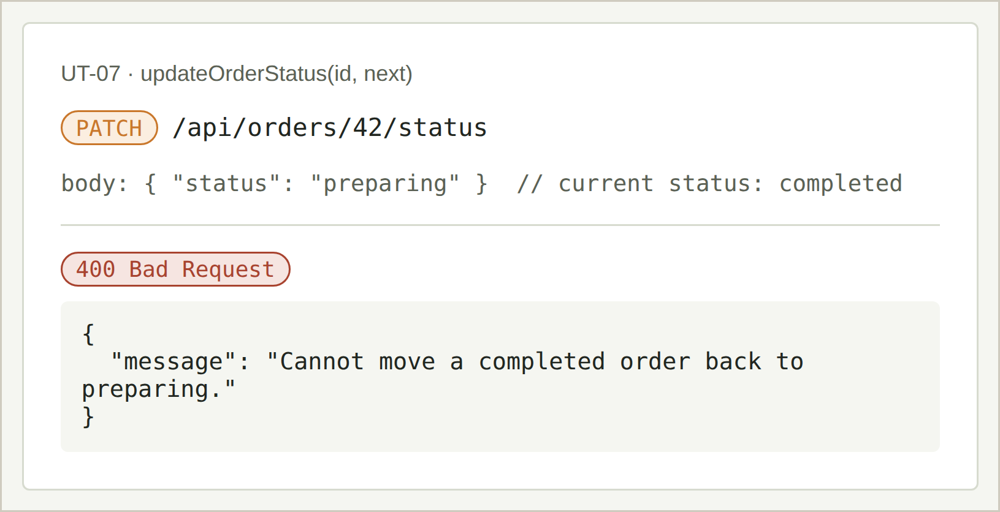 UT-07 · updateOrderStatus(id, next)
PATCH /api/orders/42/status
body: { "status": "preparing" }  // current status: completed
400 Bad Request
{
  "message": "Cannot move a completed order back to
preparing."
}